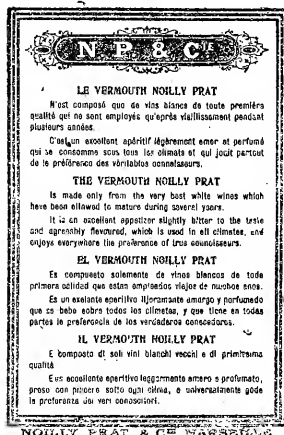 N P & CIE
LE VERMOUTH NOILLY PRAT
N'est composé que de vins blancs de toute première
qualité qui ne sont employés qu'après vieillissement pendant
plusieurs années.
C'est un excellent apéritif légèrement amer et parfumé
qui se consomme sous tous les climats et qui jouit partout
de la préférence des véritables connaisseurs.
THE VERMOUTH NOILLY PRAT
Is made only from the very best white wines which
have been allowed to mature during several years.
It is an excellent appetizer slightly bitter to the taste
and agreeably flavoured, which is used in all climates, and
enjoys everywhere the preference of true connoisseurs.
EL VERMOUTH NOILLY PRAT
Es compuesto solamente de vinos blancos de toda
primera calidad que estan empleados viejos de muchos anos.
Es un exelante aperitivo lijoramente amargo y porfumado
que se bebe sobre todos los climates, y que tiene en todas
partes la preferencia de los verdaderos conocedores.
IL VERMOUTH NOILLY PRAT
E composto di soli vini bianchi vecchi e di primissima
qualità
E un eccellente aperitivo leggermente amaro e profumato,
preso con piacere sotto ogni clima, e universalmente gode
la preferenza dei veri conoscitori.
NOILLY PRAT & CIE MARSEILLE